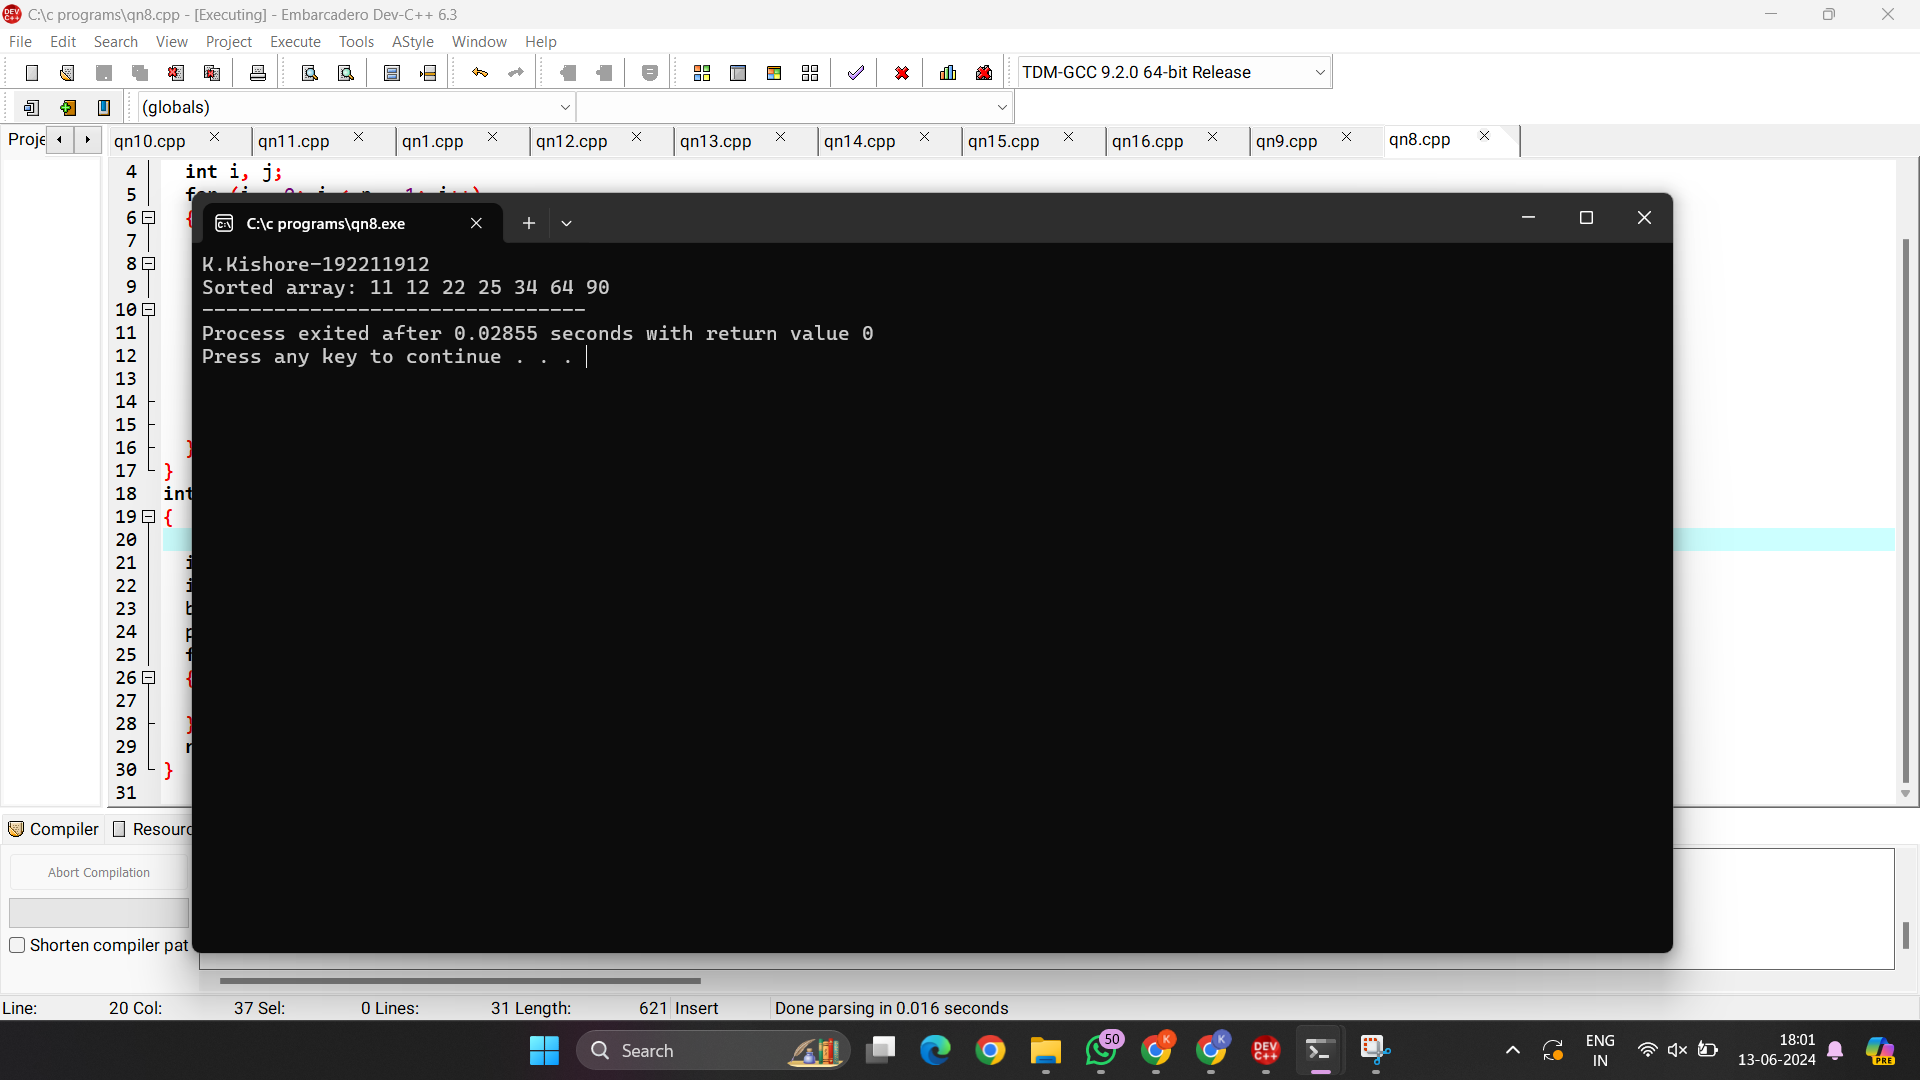 C:\c programs\qn8.cpp - [Executing] - Embarcadero Dev-C++ 6.3
File Edit Search View Project Execute Tools AStyle Window Help
TDM-GCC 9.2.0 64-bit Release
(globals)
qn10.cpp qn11.cpp qn1.cpp qn12.cpp qn13.cpp qn14.cpp qn15.cpp qn16.cpp qn9.cpp qn8.cpp
4 int i, j;
5
6 {
7
8
9
10
11
12
13
14
15
16 }
17 }
18 int
19 {
20
21
22
23
24
25
26 {
27
28 }
29
30 }
31
C:\c programs\qn8.exe
K.Kishore-192211912
Sorted array: 11 12 22 25 34 64 90
--------------------------------
Process exited after 0.02855 seconds with return value 0
Press any key to continue . . .
Compiler
Abort Compilation
Shorten compiler pat
Line: 20 Col: 37 Sel: 0 Lines: 31 Length: 621 Insert Done parsing in 0.016 seconds
Search
50
K
K
DEV C++
ENG
IN
18:01
13-06-2024
PRE